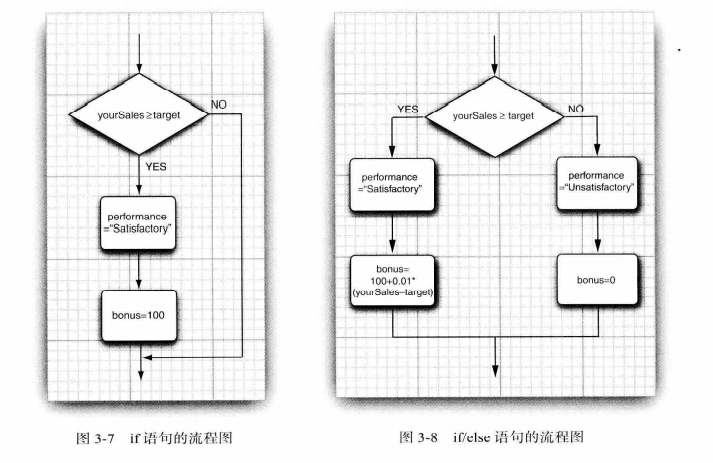 yourSales ≥ target
NO
YES
performance
="Satisfactory"
bonus=100
图 3-7 if 语句的流程图
YES
yourSales ≥ target
NO
performance
="Satisfactory"
performance
="Unsatisfactory"
bonus=
100+0.01*
(yourSales–target)
bonus=0
图 3-8 if/else 语句的流程图